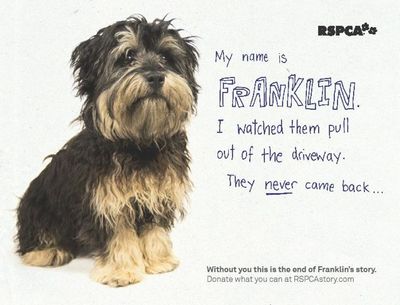 RSPCA
My name is
FRANKLIN.
I watched them pull
out of the driveway.
They never came back...
Without you this is the end of Franklin's story.
Donate what you can at RSPCAstory.com